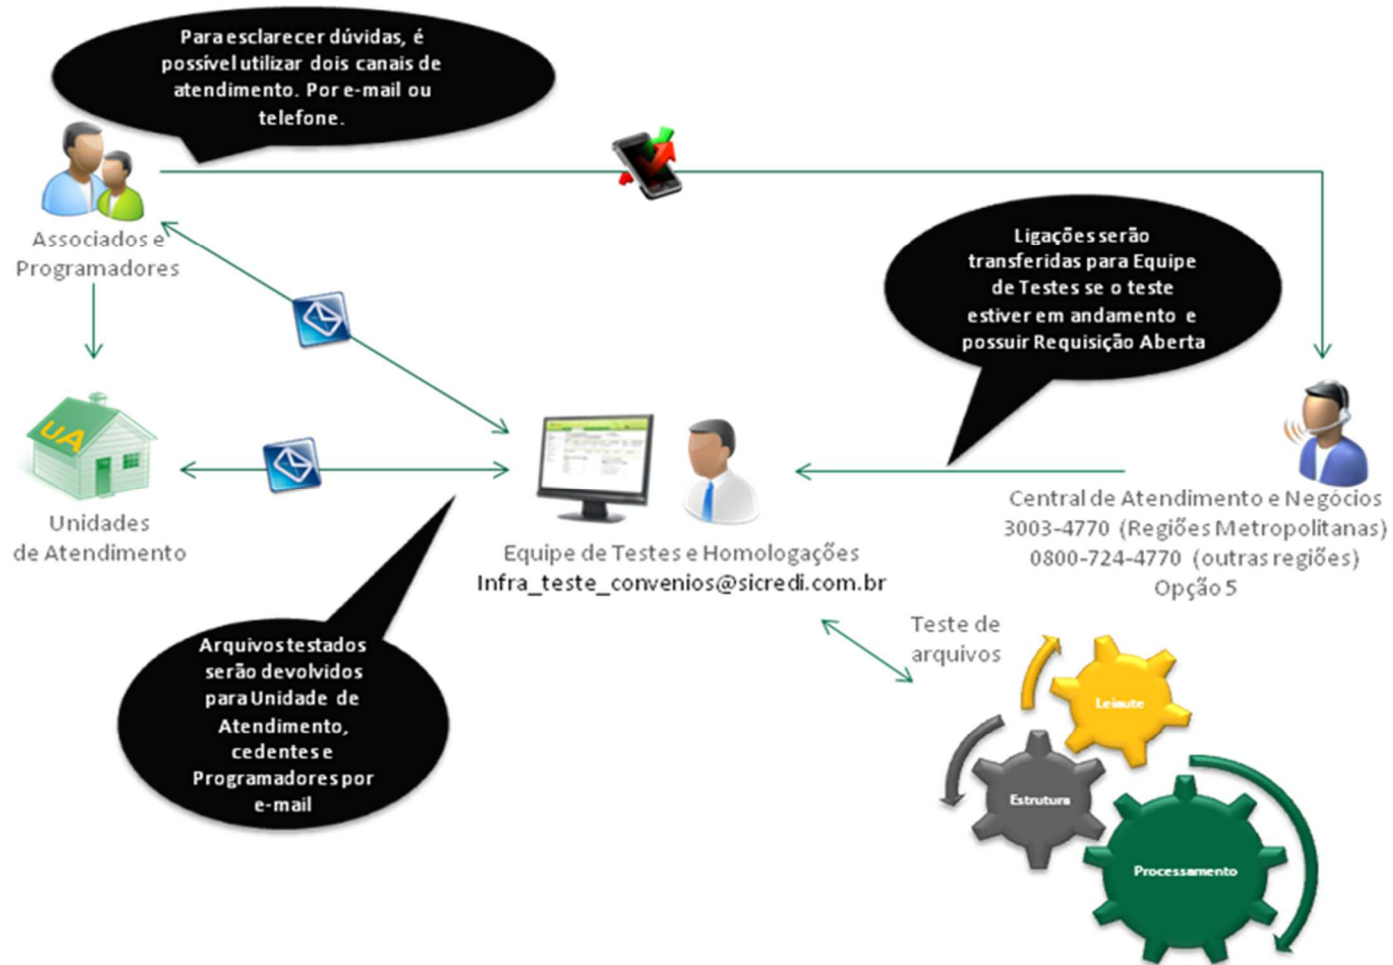 Para esclarecer dúvidas, é
possível utilizar dois canais de
atendimento. Por e-mail ou
telefone.
Associados e
Programadores
Ligações serão
transferidas para Equipe
de Testes se o teste
estiver em andamento e
possuir Requisição Aberta
UA
Unidades
de Atendimento
Equipe de Testes e Homologações
Infra_teste_convenios@sicredi.com.br
Central de Atendimento e Negócios
3003-4770 (Regiões Metropolitanas)
0800-724-4770 (outras regiões)
Opção 5
Arquivos testados
serão devolvidos
para Unidade de
Atendimento,
cedentes e
Programadores por
e-mail
Teste de
arquivos
Leiaute
Estrutura
Processamento